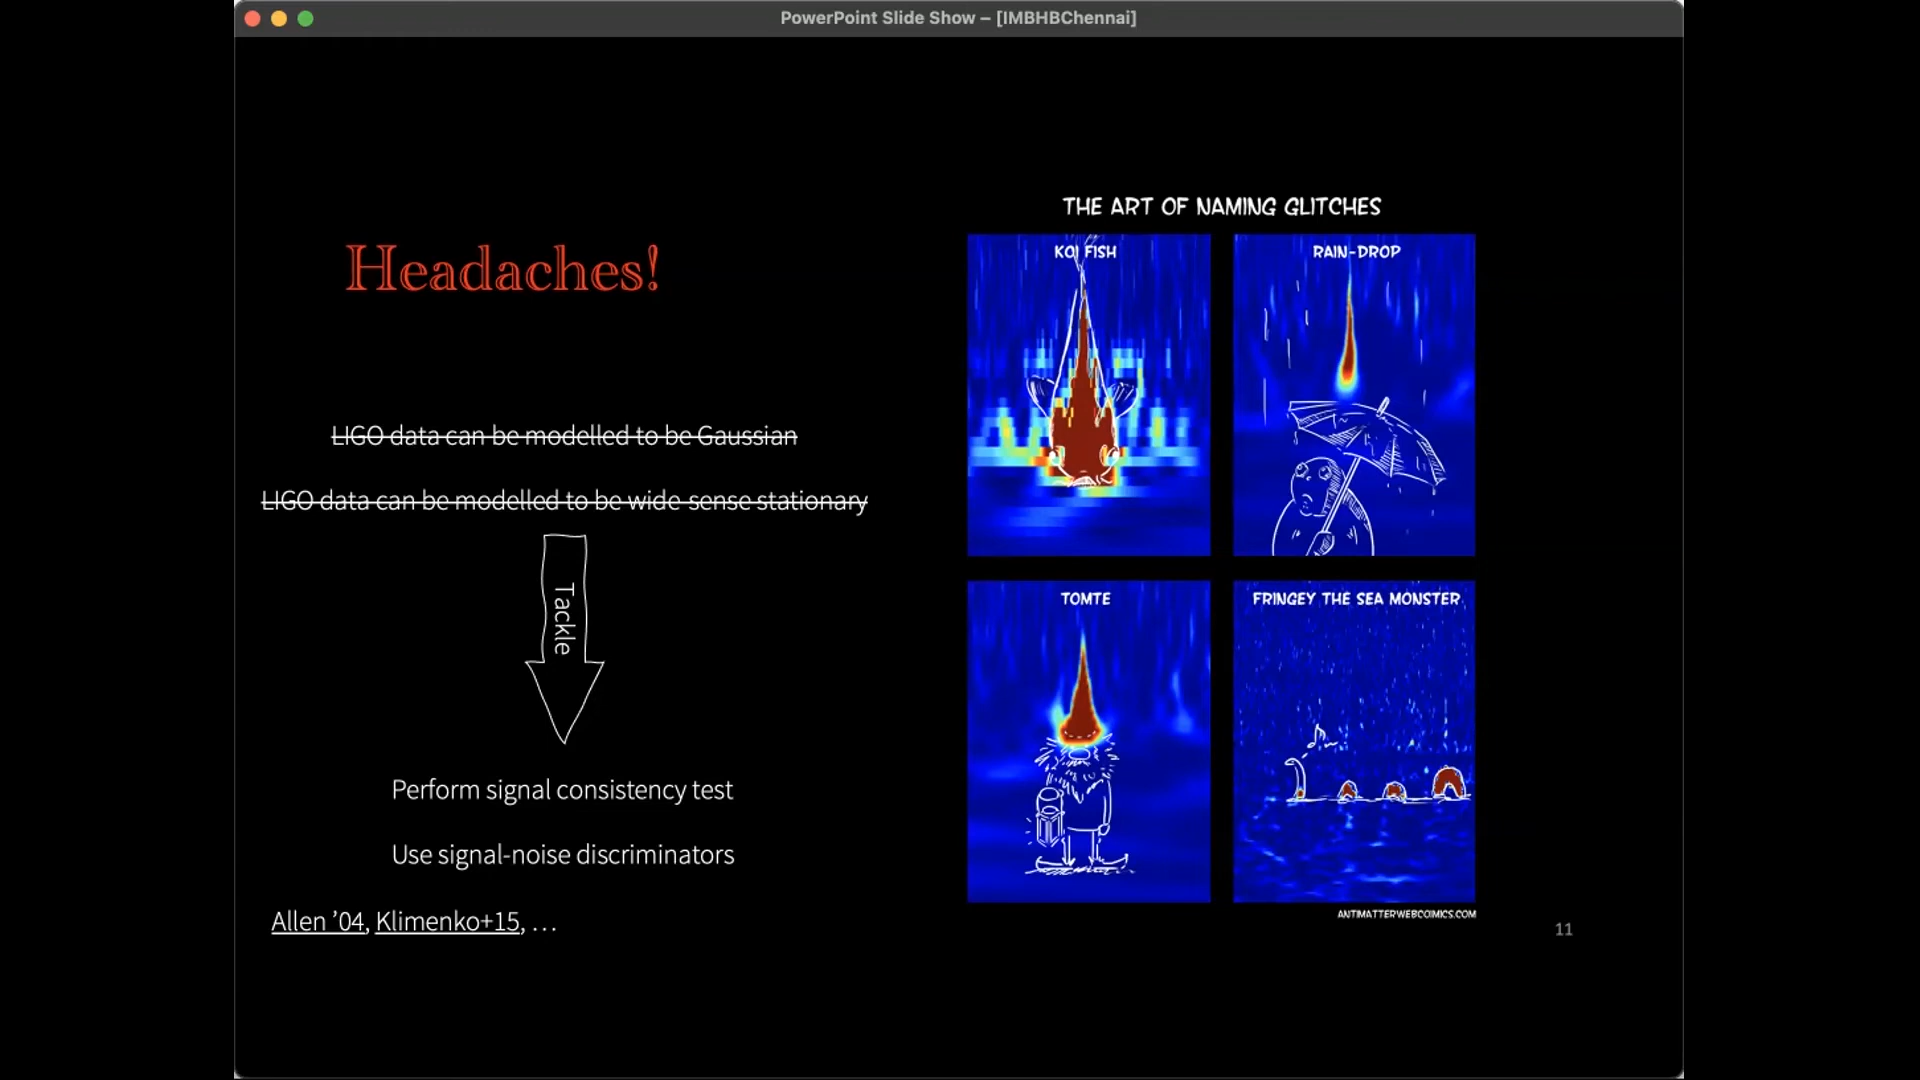 PowerPoint Slide Show – [IMBHBChennai]
Headaches!
LIGO data can be modelled to be Gaussian
LIGO data can be modelled to be wide-sense stationary
Tackle
Perform signal consistency test
Use signal-noise discriminators
Allen ’04, Klimenko+15, …
THE ART OF NAMING GLITCHES
KOI FISH
RAIN-DROP
TOMTE
FRINGEY THE SEA MONSTER
ANTIMATTERWEBCOIMICS.COM
11